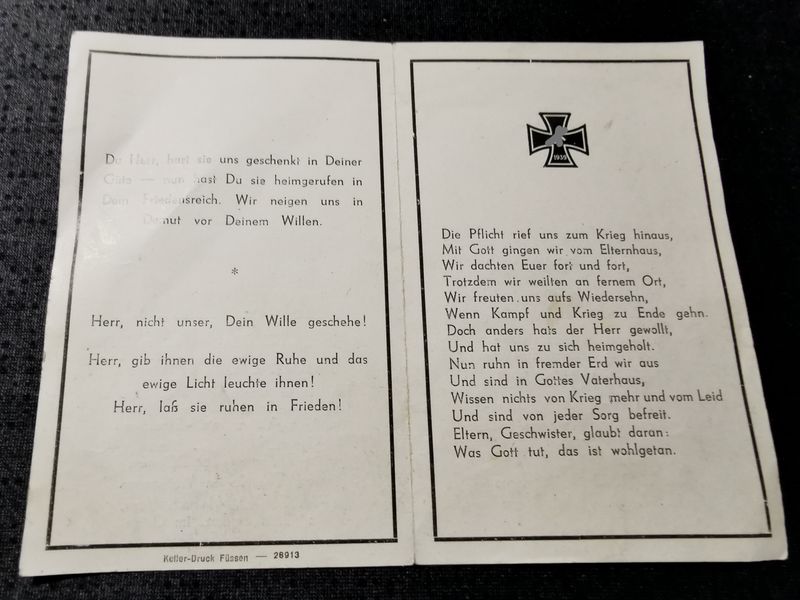 Du Herr, hast sie uns geschenkt in Deiner
Güte — nun hast Du sie heimgerufen in
Dein Friedensreich. Wir neigen uns in
Demut vor Deinem Willen.
*
Herr, nicht unser, Dein Wille geschehe!
Herr, gib ihnen die ewige Ruhe und das
ewige Licht leuchte ihnen!
Herr, laß sie ruhen in Frieden!
Keller-Druck Füssen — 28913
1939
Die Pflicht rief uns zum Krieg hinaus,
Mit Gott gingen wir vom Elternhaus,
Wir dachten Euer fort und fort,
Trotzdem wir weilten an fernem Ort,
Wir freuten uns aufs Wiedersehn,
Wenn Kampf und Krieg zu Ende gehn.
Doch anders hats der Herr gewollt,
Und hat uns zu sich heimgeholt.
Nun ruhn in fremder Erd wir aus
Und sind in Gottes Vaterhaus,
Wissen nichts von Krieg mehr und vom Leid
Und sind von jeder Sorg befreit.
Eltern, Geschwister, glaubt daran:
Was Gott tut, das ist wohlgetan.